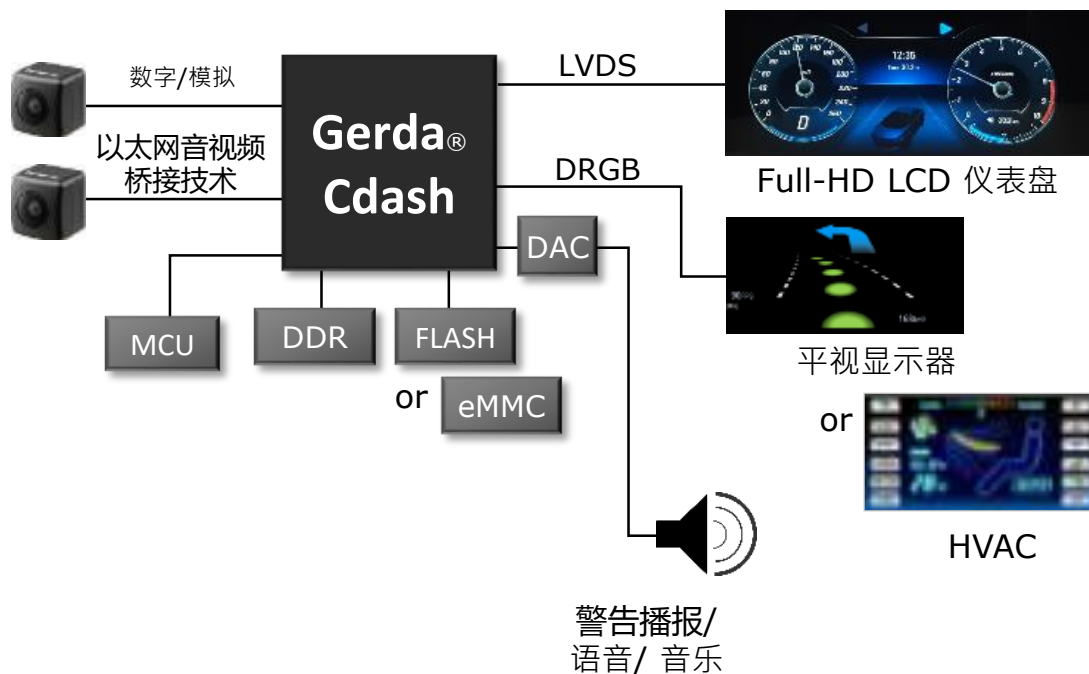 数字/模拟
以太网音视频
桥接技术
Gerda®
Cdash
LVDS
DRGB
DAC
MCU
DDR
FLASH
or
eMMC
12:36
D
Full-HD LCD 仪表盘
平视显示器
or
HVAC
警告播报/
语音/ 音乐